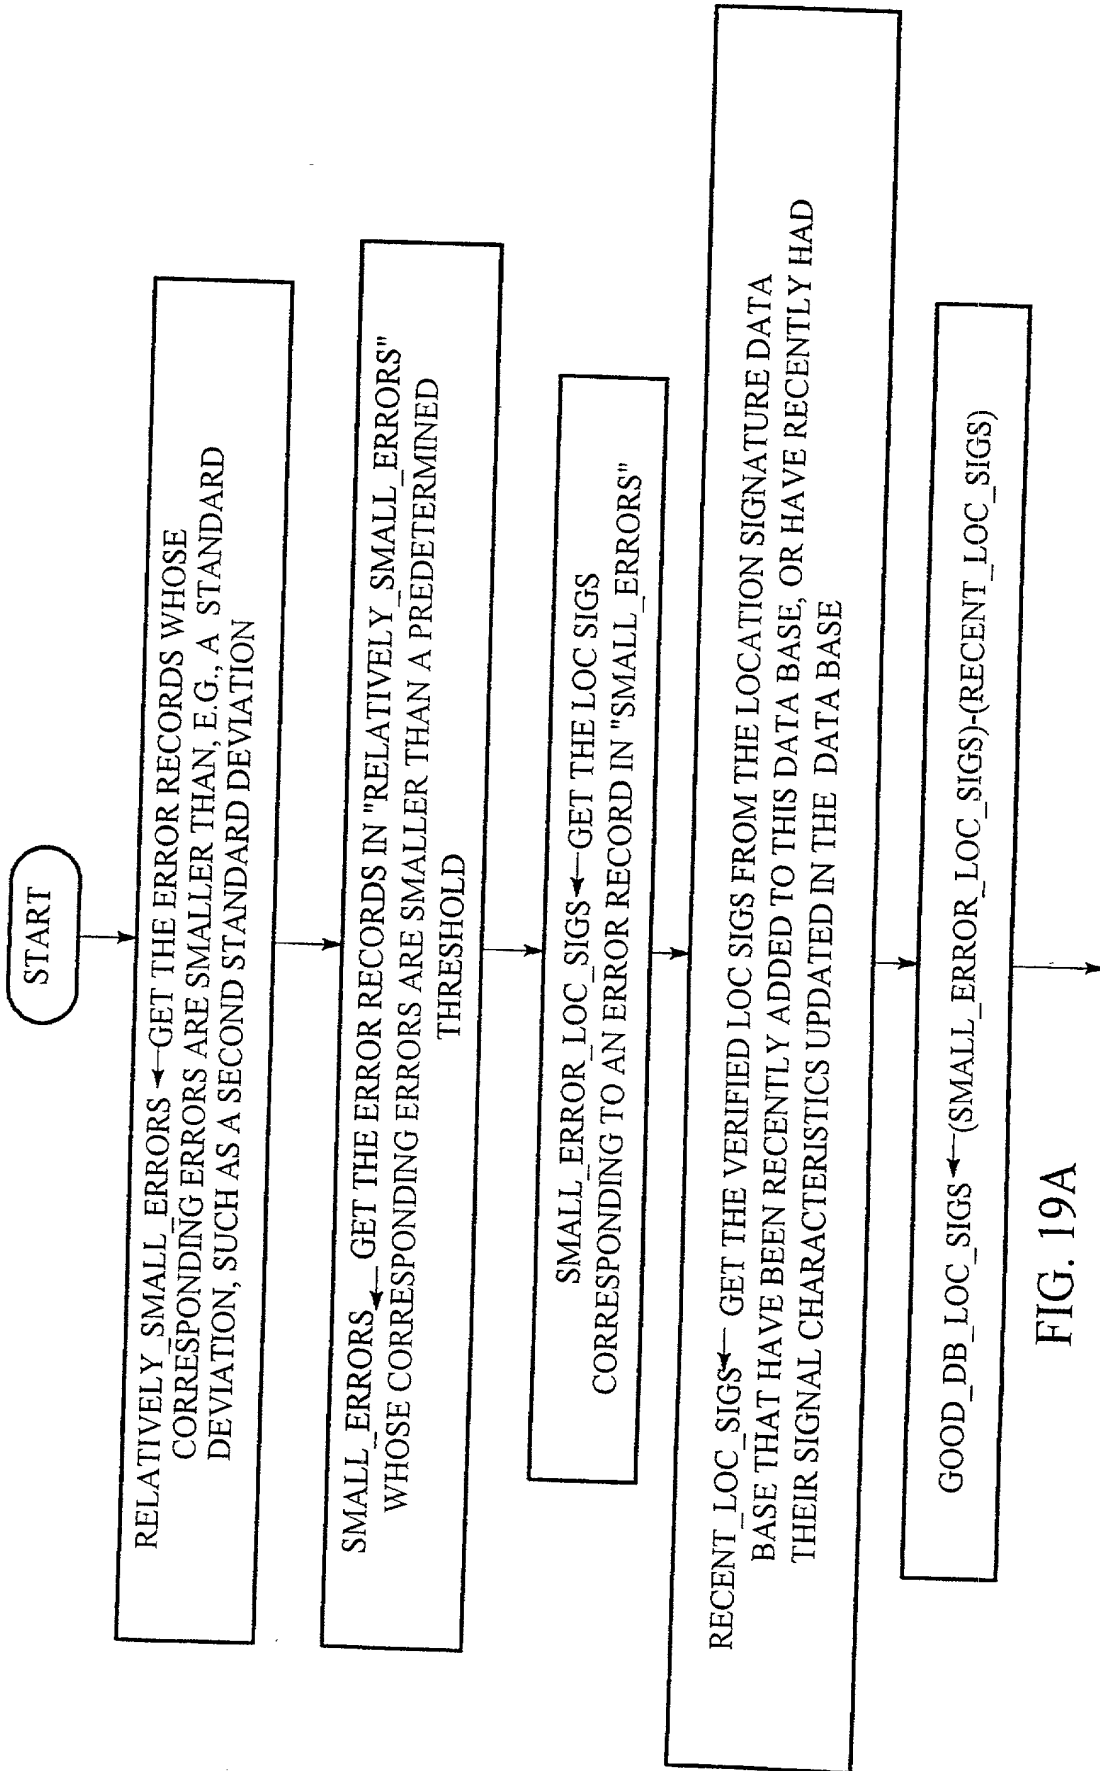 START
RELATIVELY_SMALL_ERRORS ← GET THE ERROR RECORDS WHOSE
CORRESPONDING ERRORS ARE SMALLER THAN, E.G., A STANDARD
DEVIATION, SUCH AS A SECOND STANDARD DEVIATION
SMALL_ERRORS ← GET THE ERROR RECORDS IN "RELATIVELY_SMALL_ERRORS"
WHOSE CORRESPONDING ERRORS ARE SMALLER THAN A PREDETERMINED
THRESHOLD
SMALL_ERROR_LOC_SIGS ← GET THE LOC SIGS
CORRESPONDING TO AN ERROR RECORD IN "SMALL_ERRORS"
RECENT_LOC_SIGS ← GET THE VERIFIED LOC SIGS FROM THE LOCATION SIGNATURE DATA
BASE THAT HAVE BEEN RECENTLY ADDED TO THIS DATA BASE, OR HAVE RECENTLY HAD
THEIR SIGNAL CHARACTERISTICS UPDATED IN THE DATA BASE
GOOD_DB_LOC_SIGS ← (SMALL_ERROR_LOC_SIGS)-(RECENT_LOC_SIGS)
FIG. 19A